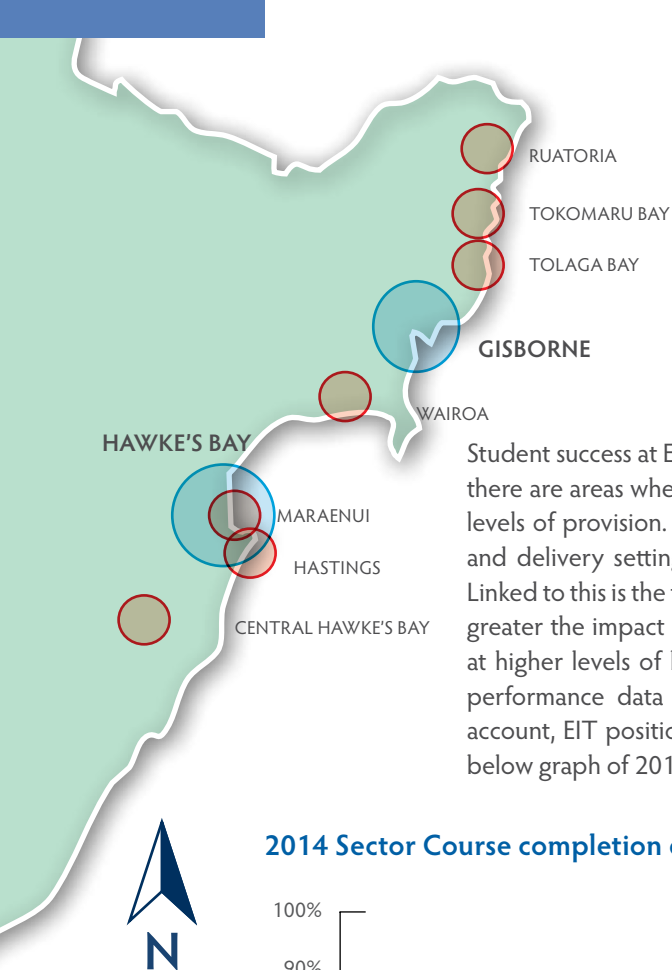 RUATORIA
TOKOMARU BAY
TOLAGA BAY
GISBORNE
WAIROA
HAWKE'S BAY
MARAENUI
HASTINGS
CENTRAL HAWKE'S BAY
Student success at E
there are areas whe
levels of provision.
and delivery settin
Linked to this is the
greater the impact
at higher levels of
performance data
account, EIT positio
below graph of 201
2014 Sector Course completion
100%
90%
N